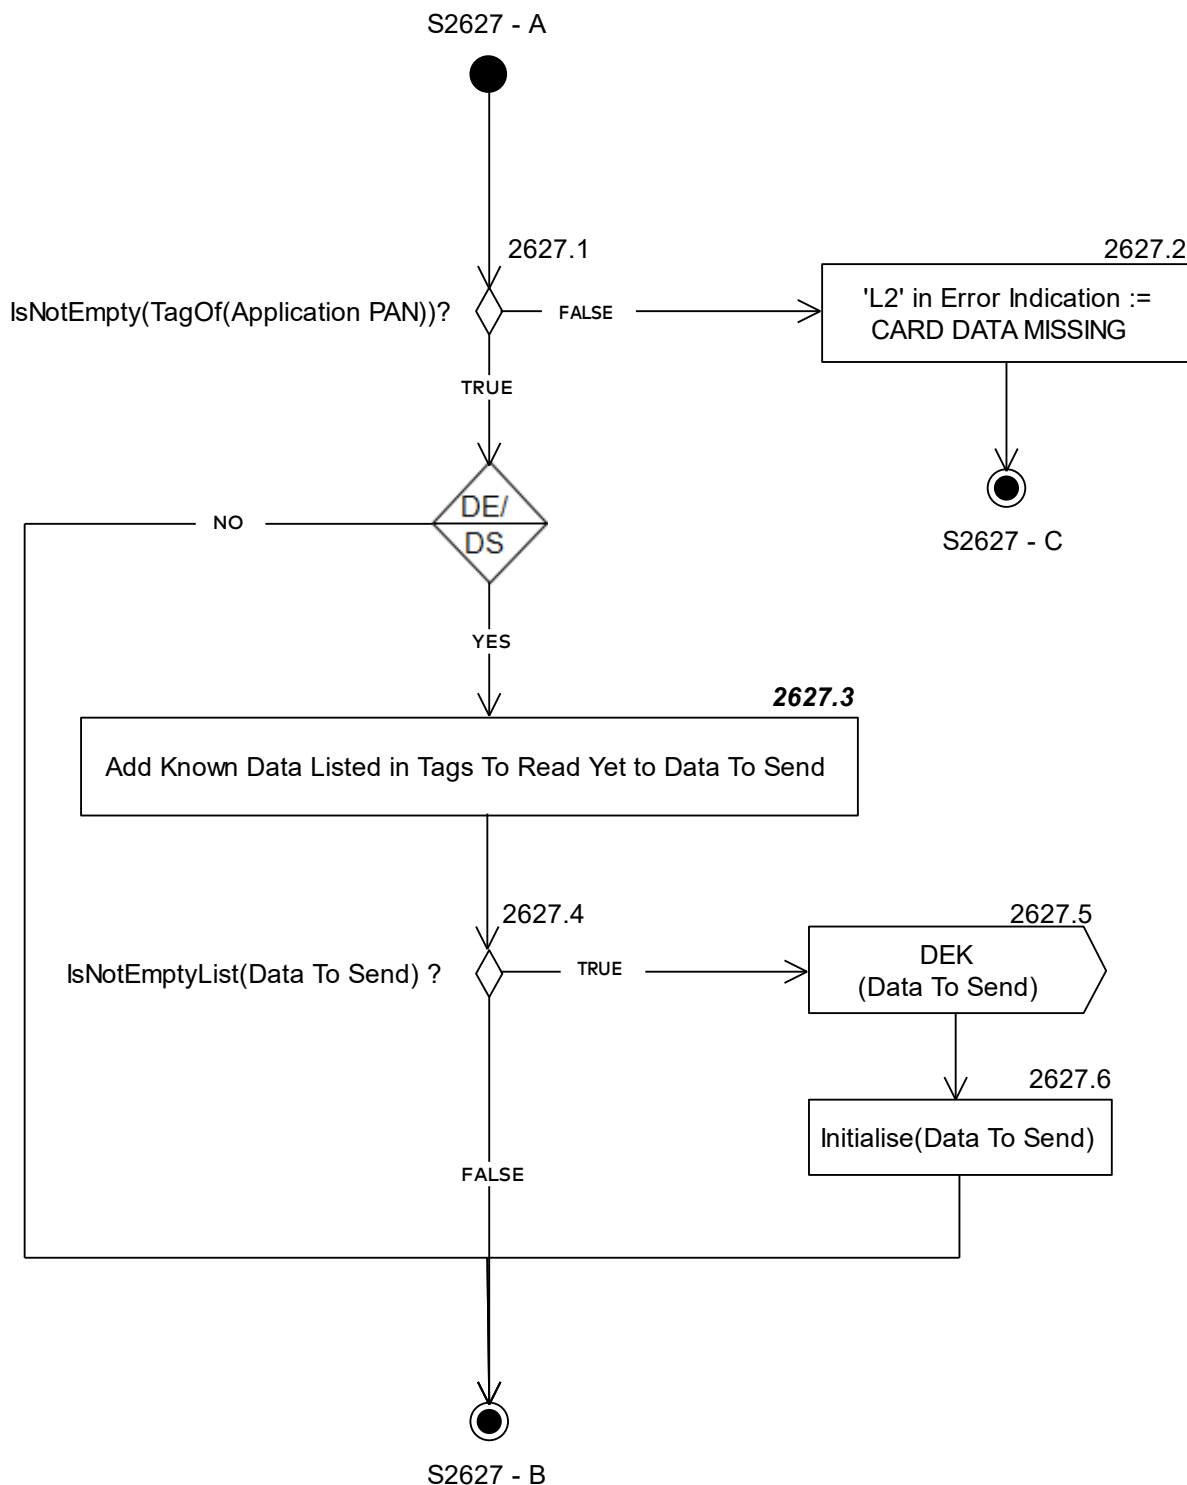 S2627 - A
2627.1
2627.2
IsNotEmpty(TagOf(Application PAN))?
FALSE
'L2' in Error Indication :=
CARD DATA MISSING
TRUE
DE/
DS
NO
S2627 - C
YES
2627.3
Add Known Data Listed in Tags To Read Yet to Data To Send
2627.4
2627.5
IsNotEmptyList(Data To Send) ?
TRUE
DEK
(Data To Send)
2627.6
Initialise(Data To Send)
FALSE
S2627 - B